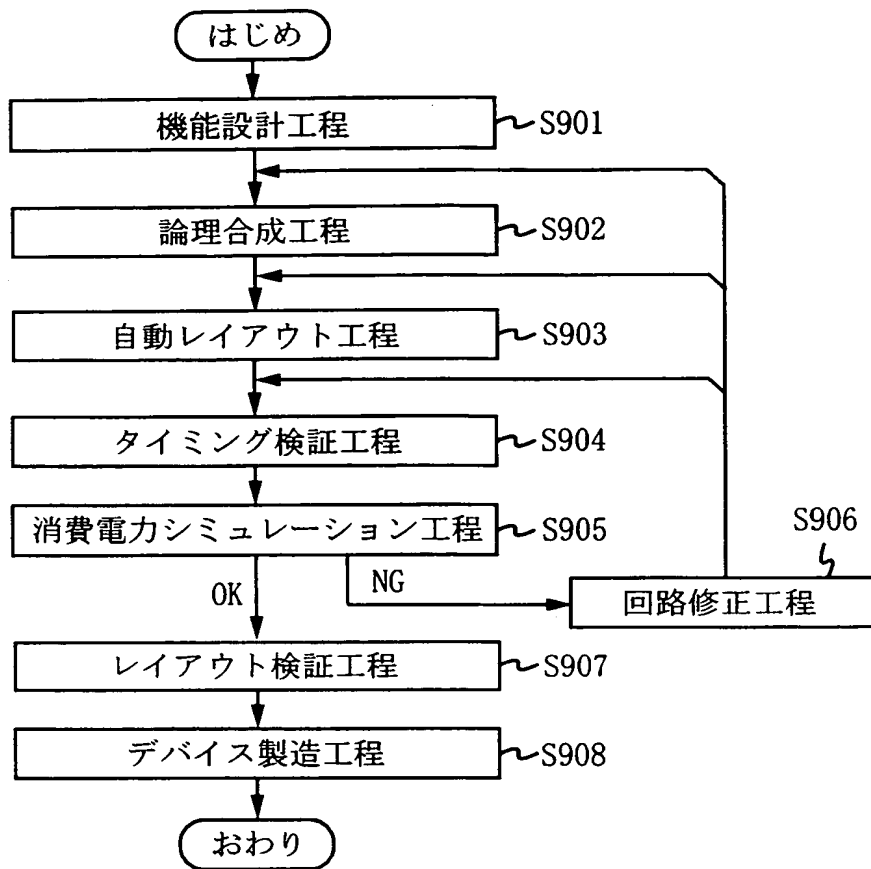 はじめ
機能設計工程 S901
論理合成工程 S902
自動レイアウト工程 S903
タイミング検証工程 S904
消費電力シミュレーション工程 S905
S906
OK
NG
回路修正工程
レイアウト検証工程 S907
デバイス製造工程 S908
おわり